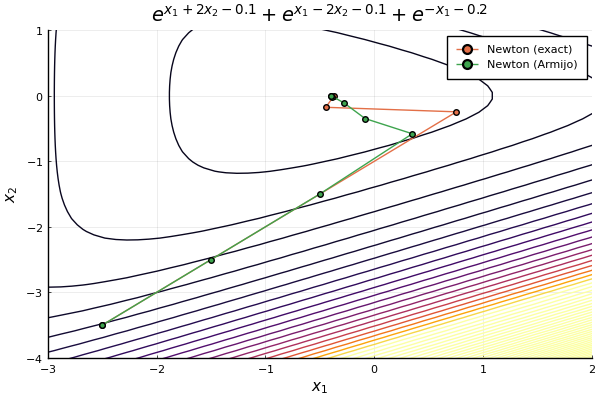 e^{x_1 + 2x_2 − 0.1} + e^{x_1 − 2x_2 − 0.1} + e^{−x_1 − 0.2}
Newton (exact)
Newton (Armijo)
1
0
−1
−2
−3
−4
x_2
−3 −2 −1 0 1 2
x_1